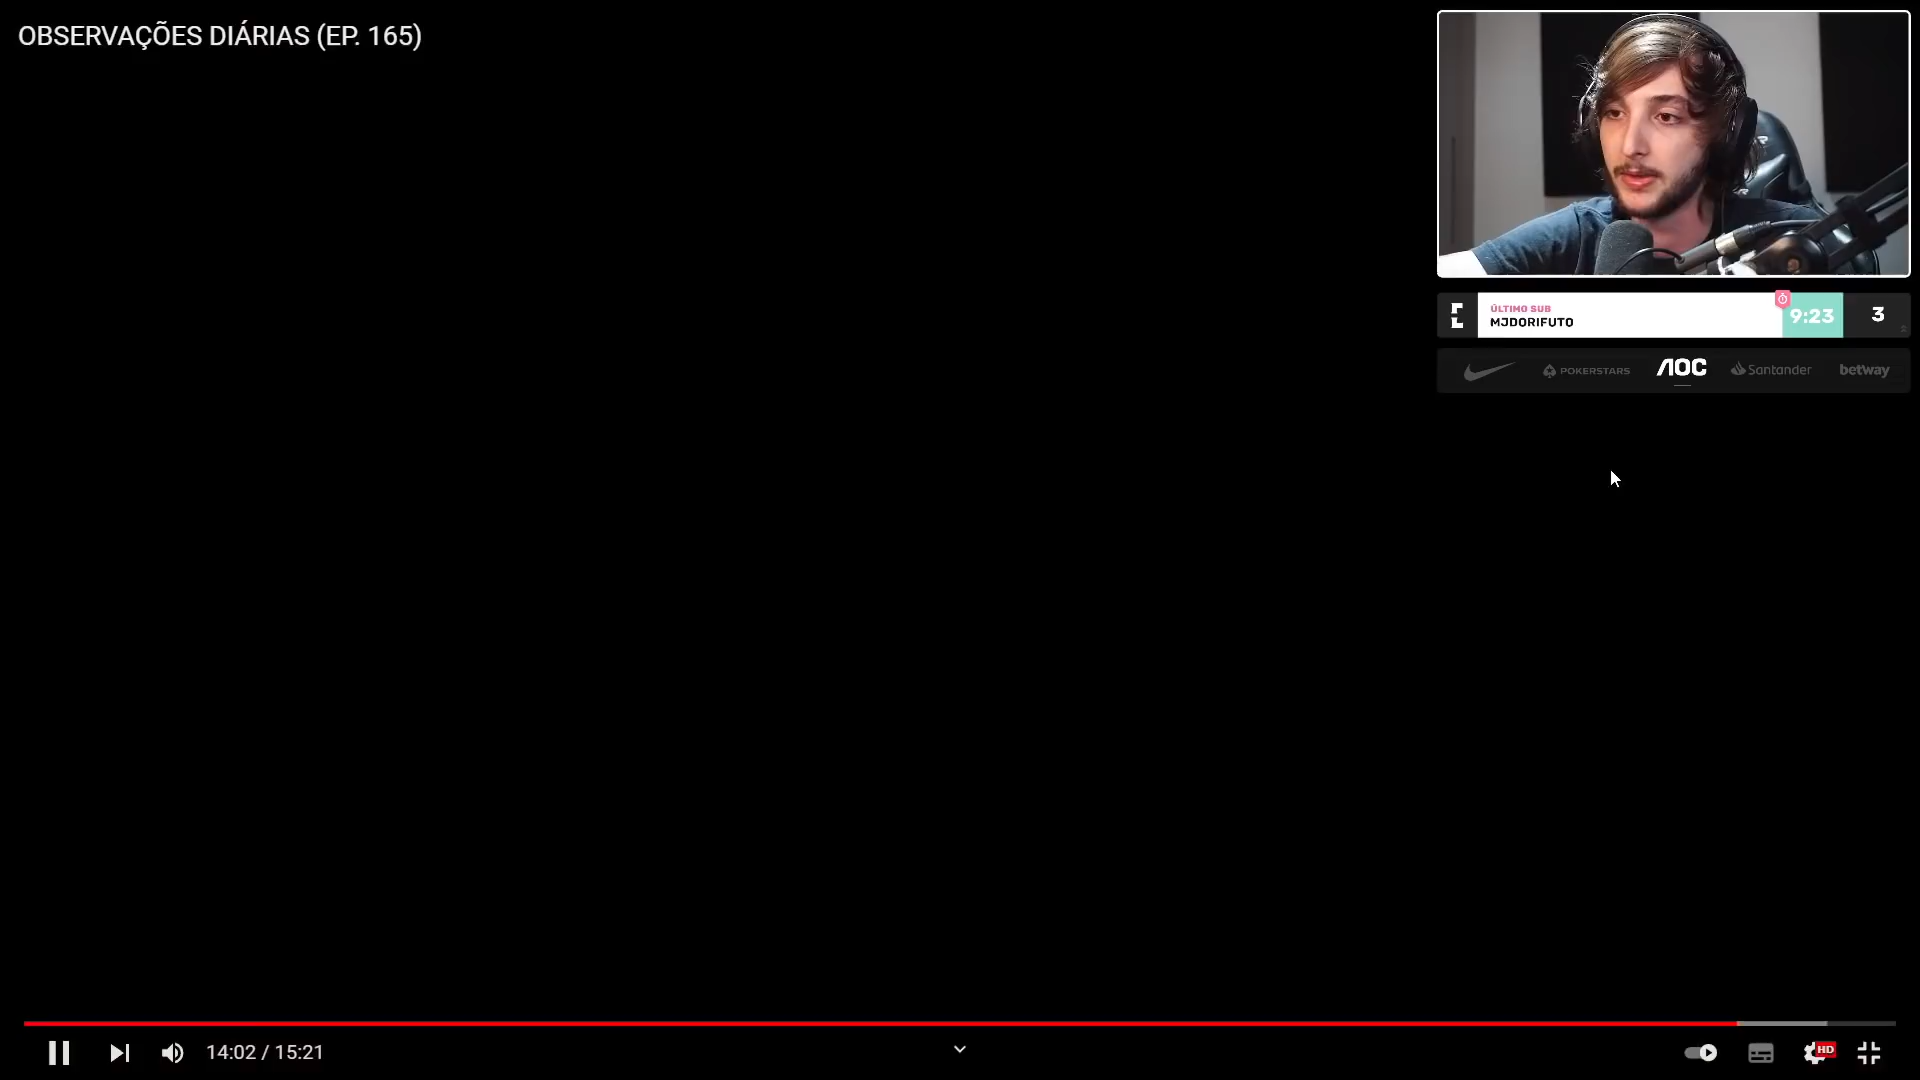 OBSERVAÇÕES DIÁRIAS (EP. 165)
ÚLTIMO SUB
MJDORIFUTO
9:23
3
POKERSTARS
AOC
Santander
betway
14:02 / 15:21
HD